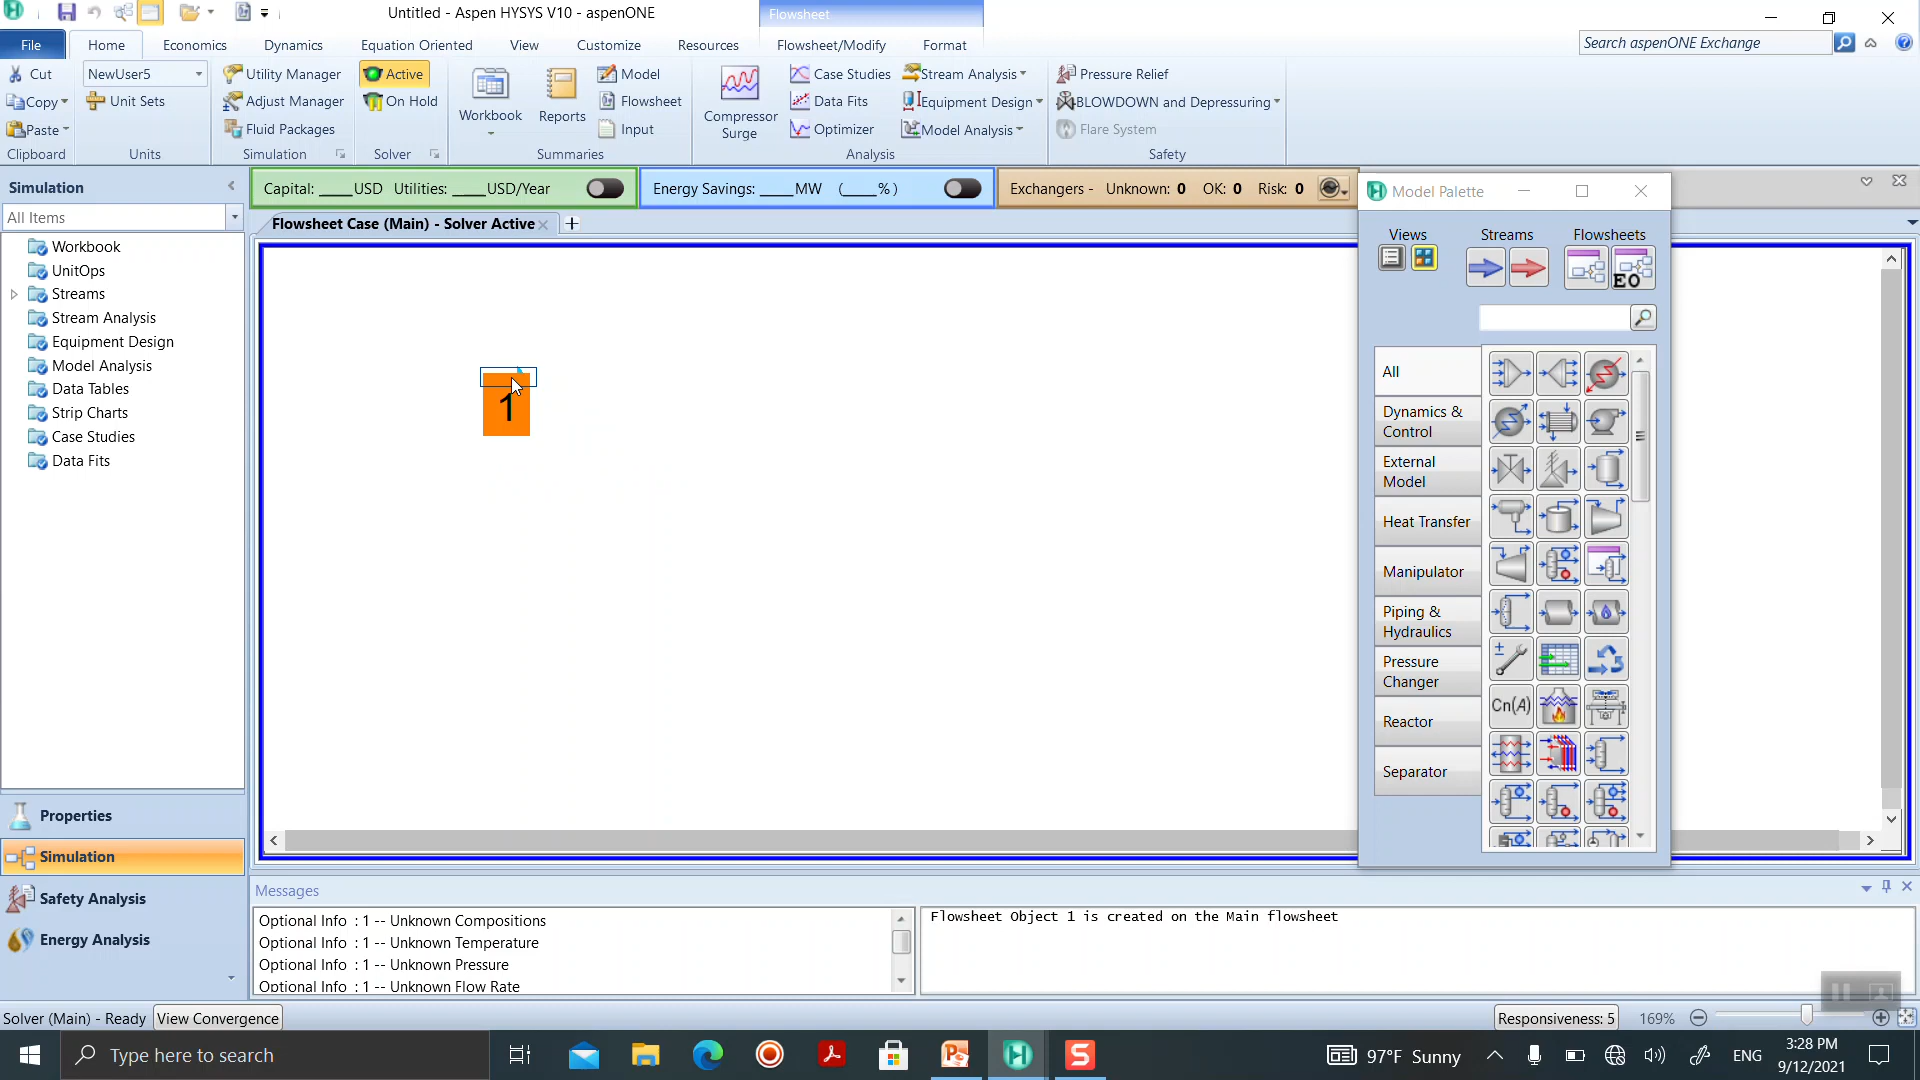 Untitled - Aspen HYSYS V10 - aspenONE
Flowsheet
File
Home
Economics
Dynamics
Equation Oriented
View
Customize
Resources
Flowsheet/Modify
Format
Search aspenONE Exchange
Cut
Copy
Paste
Clipboard
NewUser5
Unit Sets
Units
Utility Manager
Adjust Manager
Fluid Packages
Simulation
Active
On Hold
Solver
Workbook
Reports
Model
Flowsheet
Input
Summaries
Compressor
Surge
Case Studies
Data Fits
Optimizer
Stream Analysis
Equipment Design
Model Analysis
Analysis
Pressure Relief
BLOWDOWN and Depressuring
Flare System
Safety
Simulation
All Items
Workbook
UnitOps
Streams
Stream Analysis
Equipment Design
Model Analysis
Data Tables
Strip Charts
Case Studies
Data Fits
Properties
Simulation
Safety Analysis
Energy Analysis
Capital: ____USD Utilities: ____USD/Year
Energy Savings: ____MW (____%)
Exchangers - Unknown: 0 OK: 0 Risk: 0
Flowsheet Case (Main) - Solver Active
1
Model Palette
Views
Streams
Flowsheets
EO
All
Dynamics &
Control
External
Model
Heat Transfer
Manipulator
Piping &
Hydraulics
Pressure
Changer
Reactor
Separator
Cn(A)
Messages
Optional Info : 1 -- Unknown Compositions
Optional Info : 1 -- Unknown Temperature
Optional Info : 1 -- Unknown Pressure
Optional Info : 1 -- Unknown Flow Rate
Flowsheet Object 1 is created on the Main flowsheet
Solver (Main) - Ready
View Convergence
Responsiveness: 5
169%
Type here to search
97°F Sunny
ENG
3:28 PM
9/12/2021